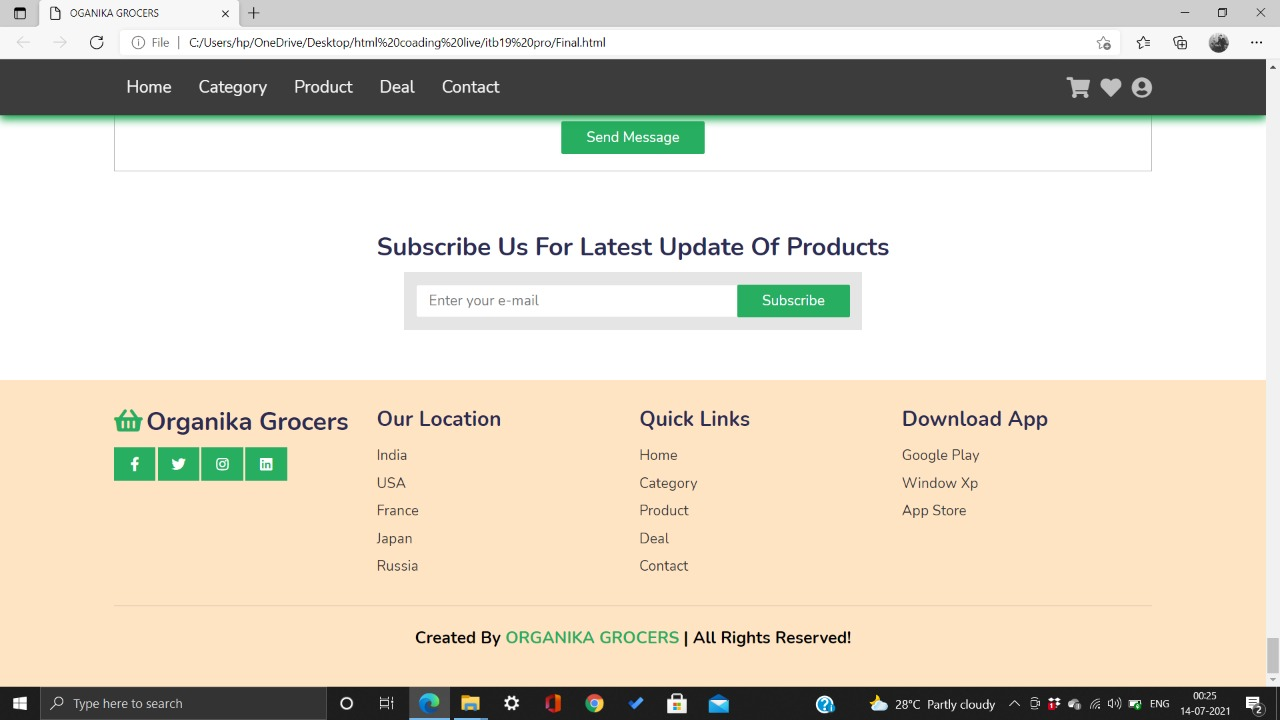 OGANIKA GROCERS
File | C:/Users/hp/OneDrive/Desktop/html%20coading%20live/itb19%20pro/Final.html
Home Category Product Deal Contact
Send Message
Subscribe Us For Latest Update Of Products
Enter your e-mail Subscribe
Organika Grocers
Our Location
India
USA
France
Japan
Russia
Quick Links
Home
Category
Product
Deal
Contact
Download App
Google Play
Window Xp
App Store
Created By ORGANIKA GROCERS | All Rights Reserved!
Type here to search
28°C Partly cloudy
ENG
00:25
14-07-2021
2